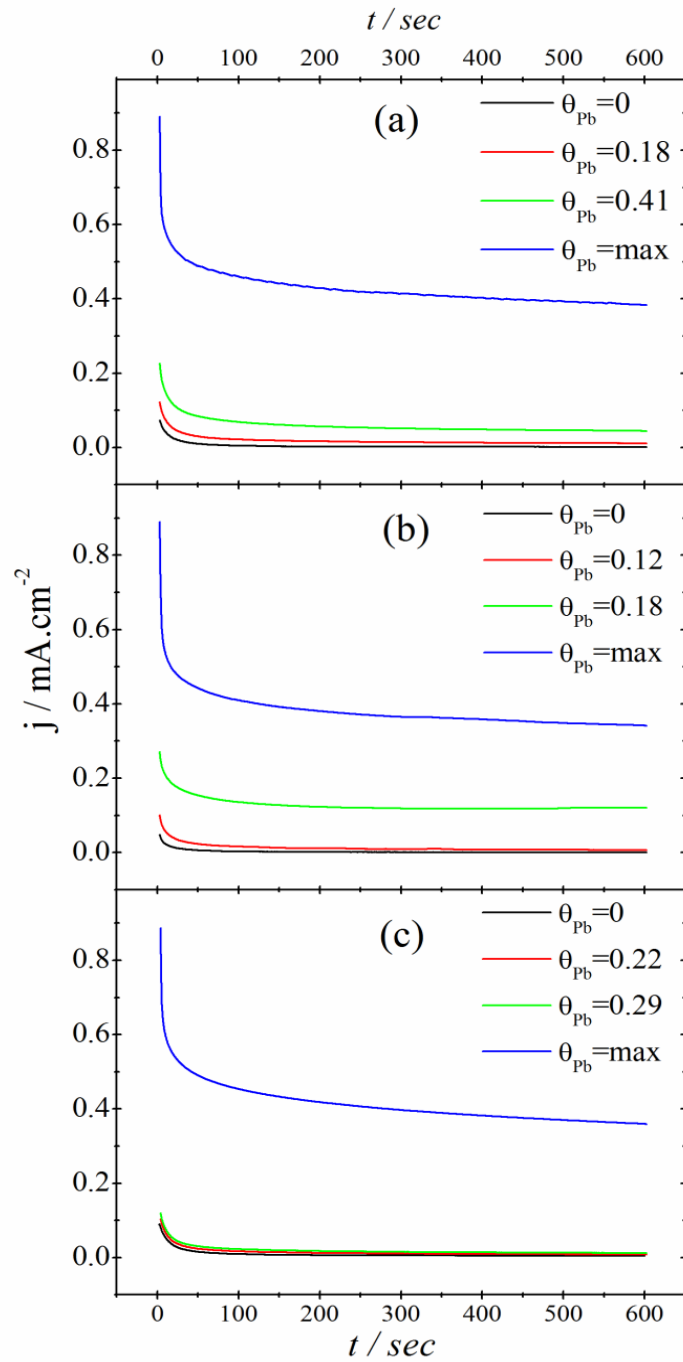 t / sec
0 100 200 300 400 500 600
(a)
θPb=0
θPb=0.18
θPb=0.41
θPb=max
0.8
0.6
0.4
0.2
0.0
(b)
θPb=0
θPb=0.12
θPb=0.18
θPb=max
0.8
0.6
0.4
0.2
0.0
j / mA.cm-2
(c)
θPb=0
θPb=0.22
θPb=0.29
θPb=max
0.8
0.6
0.4
0.2
0.0
0 100 200 300 400 500 600
t / sec